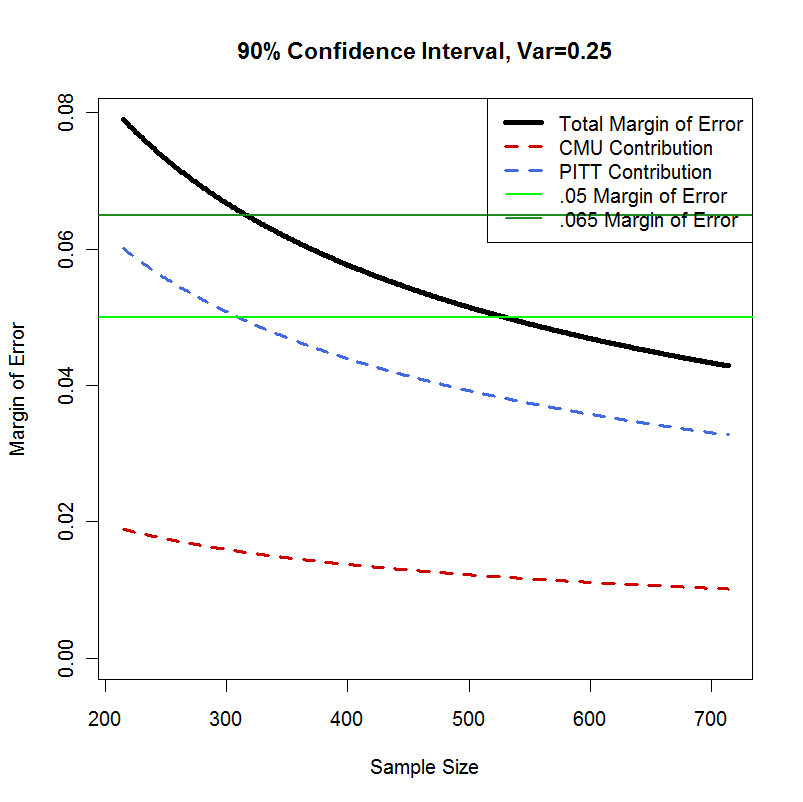 90% Confidence Interval, Var=0.25
Total Margin of Error
CMU Contribution
PITT Contribution
.05 Margin of Error
.065 Margin of Error
0.08
0.06
0.04
0.02
0.00
Margin of Error
200 300 400 500 600 700
Sample Size